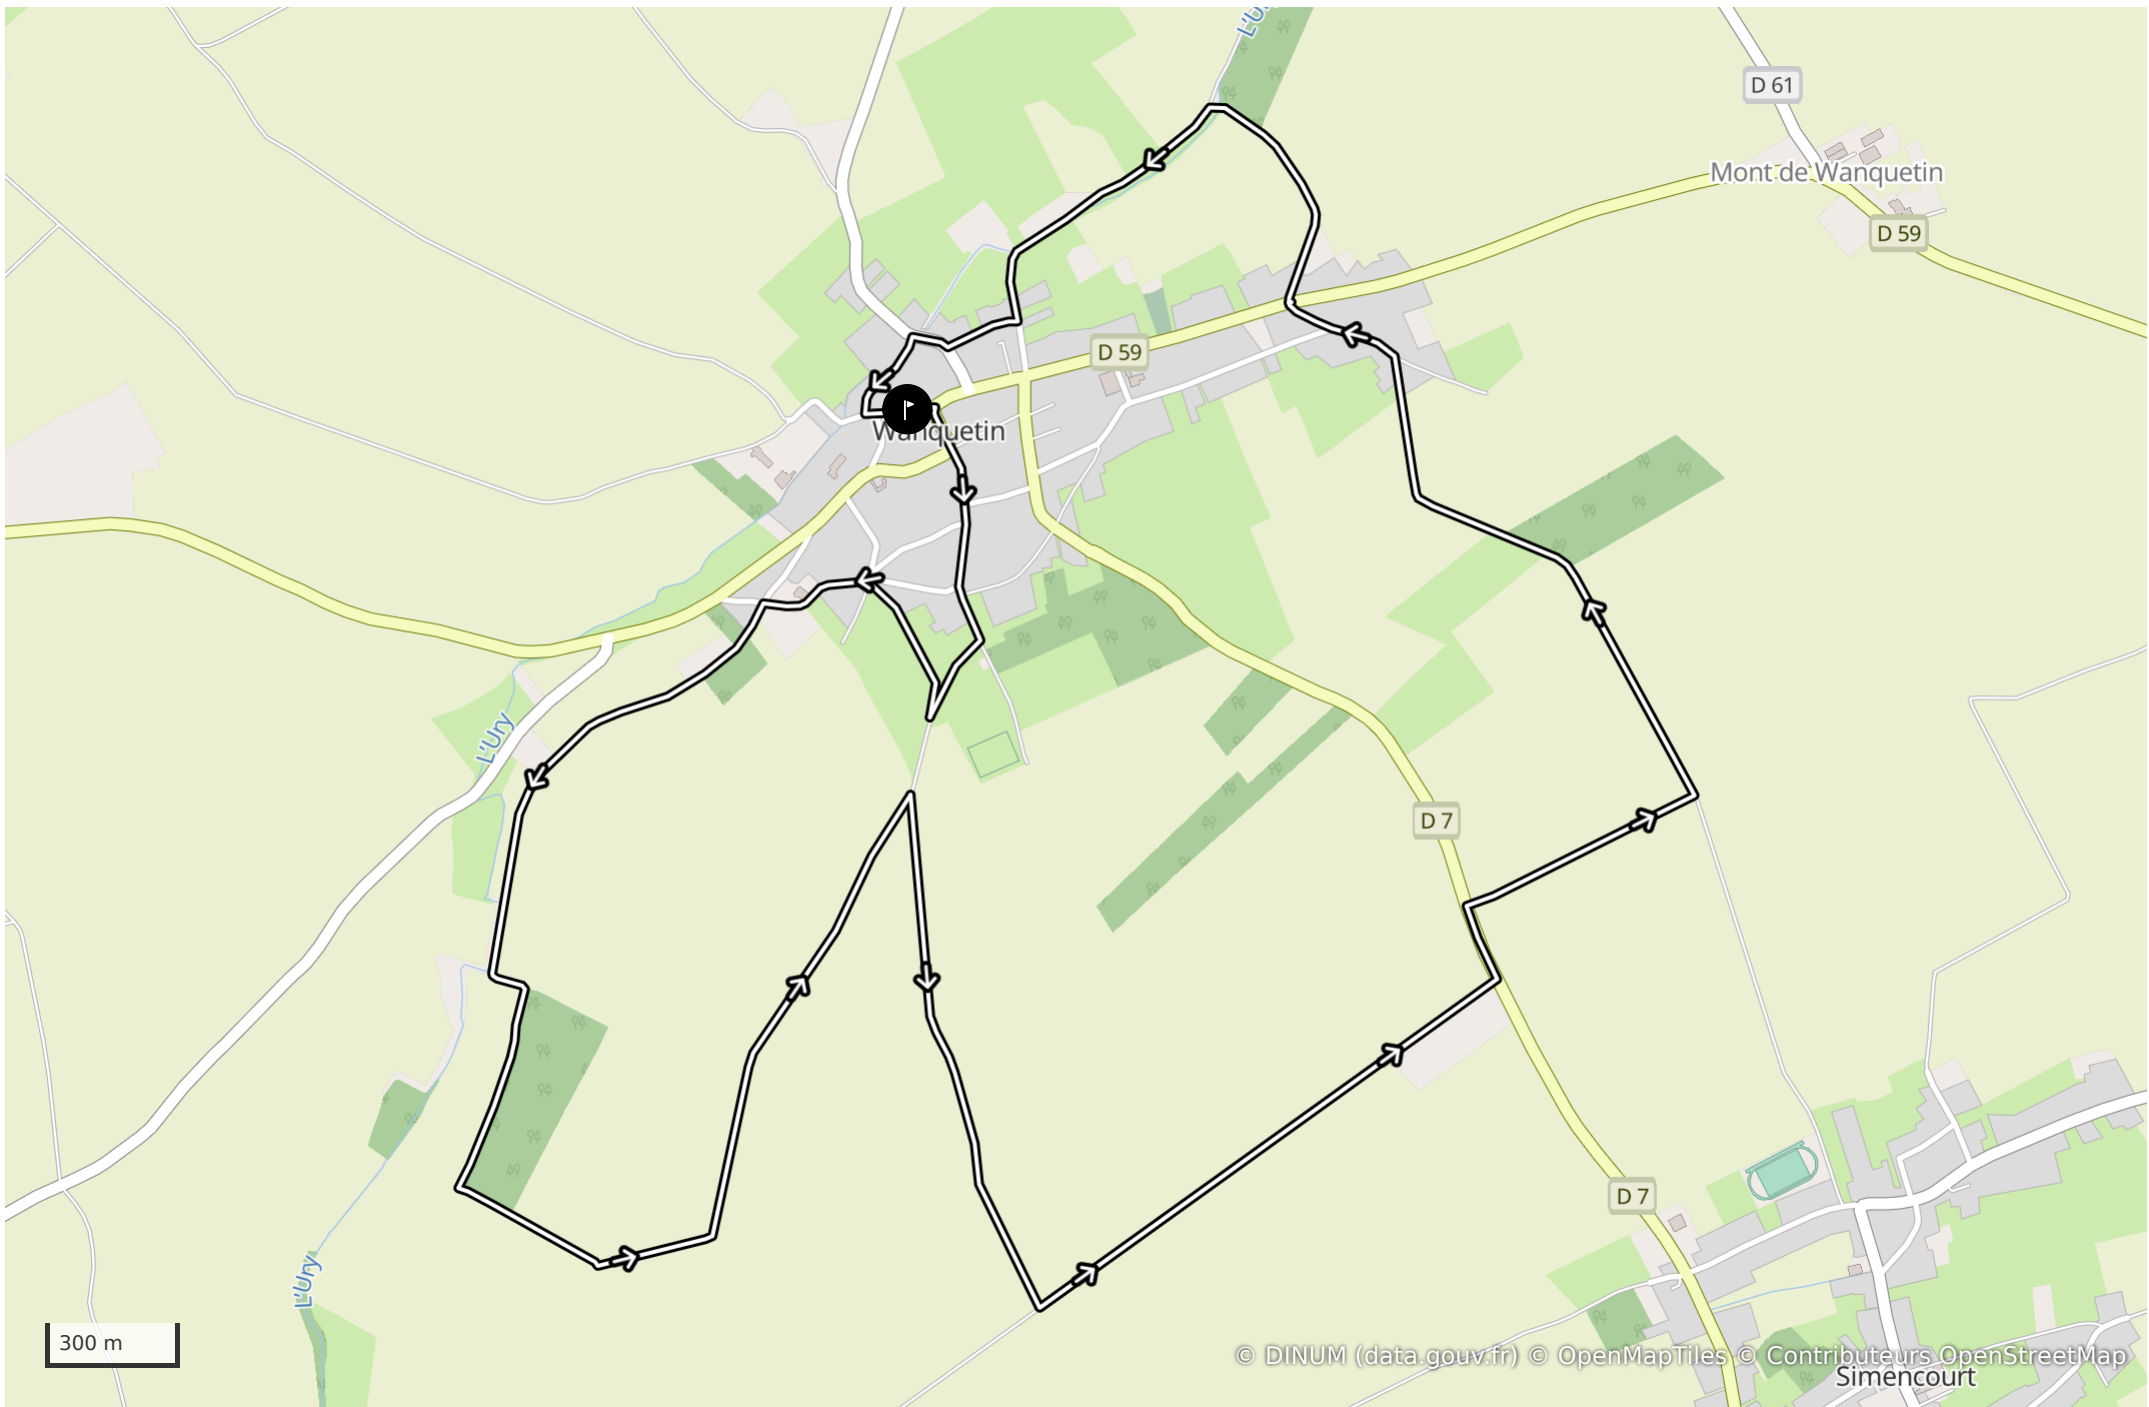 L'U
D 61
Mont de Wanquetin
D 59
D 59
Wanquetin
L'Ury
D 7
D 7
L'Ury
300 m
© DINUM (data.gouv.fr) © OpenMapTiles © Contributeurs OpenStreetMap
Simencourt